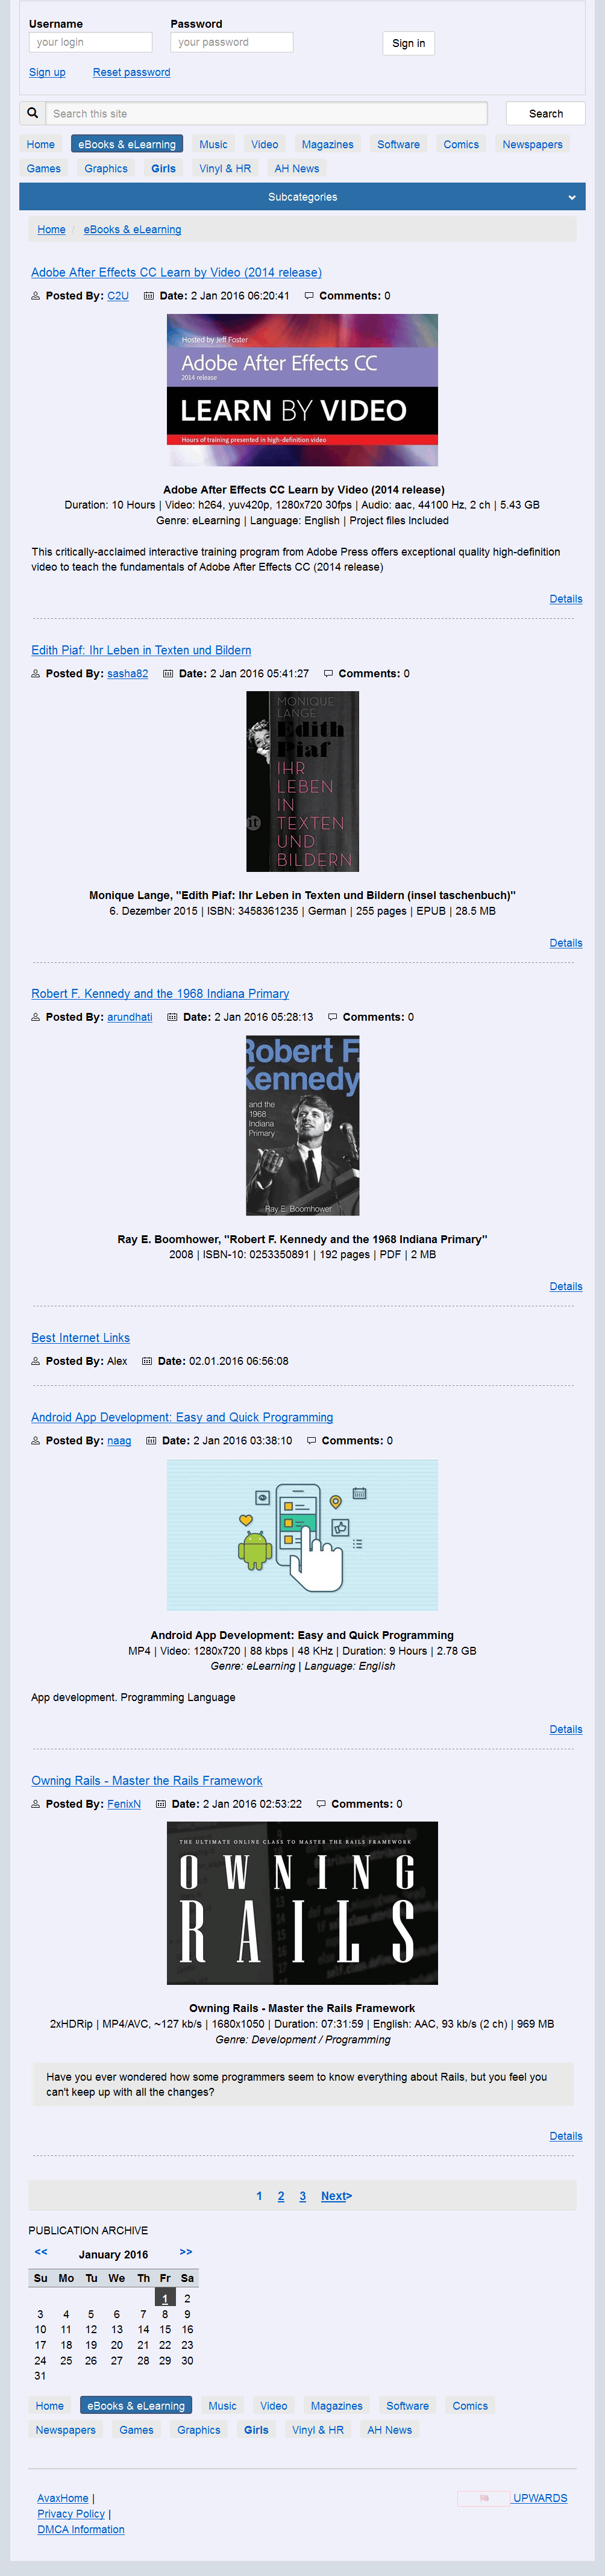 Username Password
your login your password Sign in
Sign up Reset password
Search this site Search
Home eBooks & eLearning Music Video Magazines Software Comics Newspapers
Games Graphics Girls Vinyl & HR AH News
Subcategories
Home / eBooks & eLearning
Adobe After Effects CC Learn by Video (2014 release)
Posted By: C2U Date: 2 Jan 2016 06:20:41 Comments: 0
Hosted by Jeff Foster
Adobe After Effects CC
2014 release
LEARN BY VIDEO
Hours of training presented in high-definition video
Adobe After Effects CC Learn by Video (2014 release)
Duration: 10 Hours | Video: h264, yuv420p, 1280x720 30fps | Audio: aac, 44100 Hz, 2 ch | 5.43 GB
Genre: eLearning | Language: English | Project files Included
This critically-acclaimed interactive training program from Adobe Press offers exceptional quality high-definition
video to teach the fundamentals of Adobe After Effects CC (2014 release)
Details
Edith Piaf: Ihr Leben in Texten und Bildern
Posted By: sasha82 Date: 2 Jan 2016 05:41:27 Comments: 0
MONIQUE
LANGE
Edith
Piaf
IHR
LEBEN
IN
TEXTEN
UND
BILDERN
it
Monique Lange, "Edith Piaf: Ihr Leben in Texten und Bildern (insel taschenbuch)"
6. Dezember 2015 | ISBN: 3458361235 | German | 255 pages | EPUB | 28.5 MB
Details
Robert F. Kennedy and the 1968 Indiana Primary
Posted By: arundhati Date: 2 Jan 2016 05:28:13 Comments: 0
Robert F.
Kennedy
and the
1968
Indiana
Primary
Ray E. Boomhower
Ray E. Boomhower, "Robert F. Kennedy and the 1968 Indiana Primary"
2008 | ISBN-10: 0253350891 | 192 pages | PDF | 2 MB
Details
Best Internet Links
Posted By: Alex Date: 02.01.2016 06:56:08
Android App Development: Easy and Quick Programming
Posted By: naag Date: 2 Jan 2016 03:38:10 Comments: 0
Android App Development: Easy and Quick Programming
MP4 | Video: 1280x720 | 88 kbps | 48 KHz | Duration: 9 Hours | 2.78 GB
Genre: eLearning | Language: English
App development. Programming Language
Details
Owning Rails - Master the Rails Framework
Posted By: FenixN Date: 2 Jan 2016 02:53:22 Comments: 0
THE ULTIMATE ONLINE CLASS TO MASTER THE RAILS FRAMEWORK
OWNING
RAILS
Owning Rails - Master the Rails Framework
2xHDRip | MP4/AVC, ~127 kb/s | 1680x1050 | Duration: 07:31:59 | English: AAC, 93 kb/s (2 ch) | 969 MB
Genre: Development / Programming
Have you ever wondered how some programmers seem to know everything about Rails, but you feel you
can't keep up with all the changes?
Details
1 2 3 Next>
PUBLICATION ARCHIVE
<< January 2016 >>
Su Mo Tu We Th Fr Sa
1 2
3 4 5 6 7 8 9
10 11 12 13 14 15 16
17 18 19 20 21 22 23
24 25 26 27 28 29 30
31
Home eBooks & eLearning Music Video Magazines Software Comics
Newspapers Games Graphics Girls Vinyl & HR AH News
AvaxHome | UPWARDS
Privacy Policy |
DMCA Information